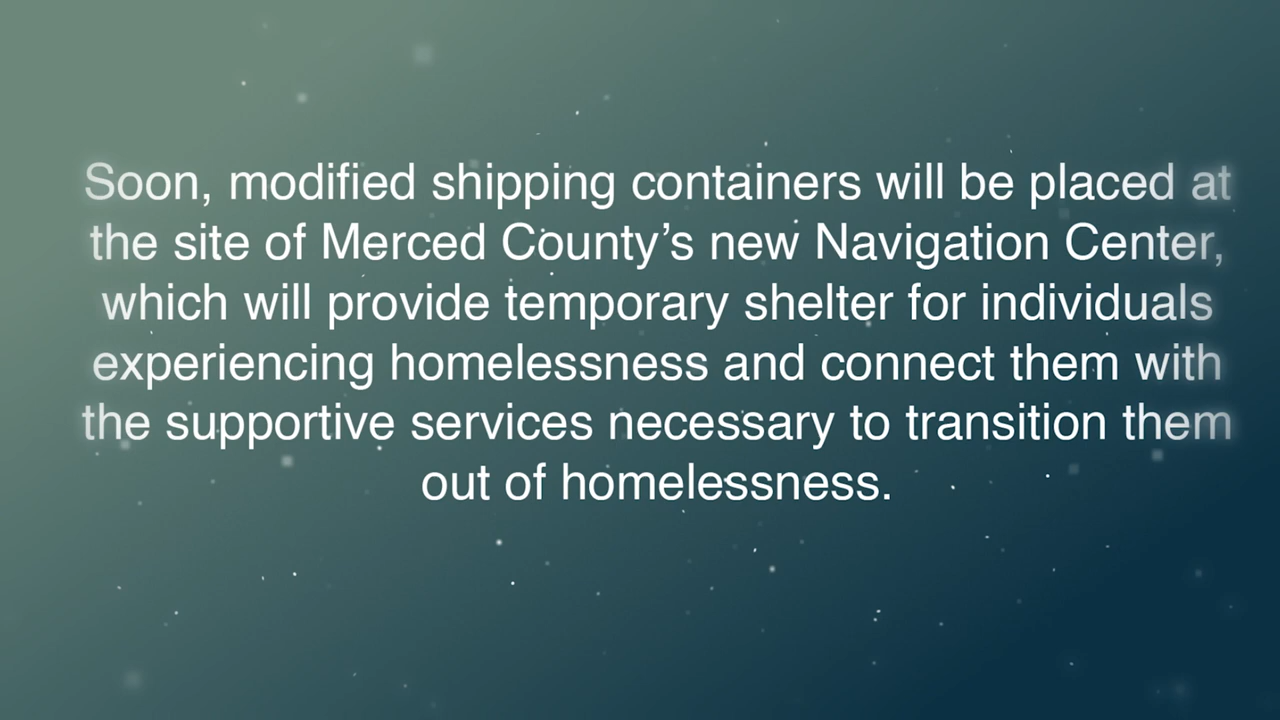 Soon, modified shipping containers will be placed at
the site of Merced County’s new Navigation Center,
which will provide temporary shelter for individuals
experiencing homelessness and connect them with
the supportive services necessary to transition them
out of homelessness.